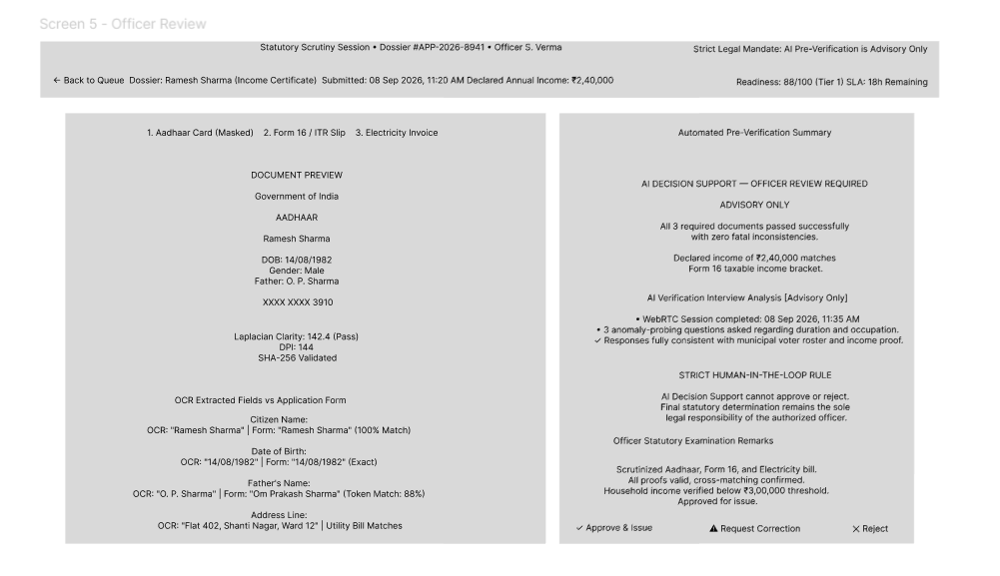 Screen 5 - Officer Review
Statutory Scrutiny Session • Dossier #APP-2026-8941 • Officer S. Verma
Strict Legal Mandate: AI Pre-Verification is Advisory Only
← Back to Queue Dossier: Ramesh Sharma (Income Certificate) Submitted: 08 Sep 2026, 11:20 AM Declared Annual Income: ₹2,40,000
Readiness: 88/100 (Tier 1) SLA: 18h Remaining
1. Aadhaar Card (Masked) 2. Form 16 / ITR Slip 3. Electricity Invoice
DOCUMENT PREVIEW
Government of India
AADHAAR
Ramesh Sharma
DOB: 14/08/1982
Gender: Male
Father: O. P. Sharma
XXXX XXXX 3910
Laplacian Clarity: 142.4 (Pass)
DPI: 144
SHA-256 Validated
OCR Extracted Fields vs Application Form
Citizen Name:
OCR: "Ramesh Sharma" | Form: "Ramesh Sharma" (100% Match)
Date of Birth:
OCR: "14/08/1982" | Form: "14/08/1982" (Exact)
Father's Name:
OCR: "O. P. Sharma" | Form: "Om Prakash Sharma" (Token Match: 88%)
Address Line:
OCR: "Flat 402, Shanti Nagar, Ward 12" | Utility Bill Matches
Automated Pre-Verification Summary
AI DECISION SUPPORT — OFFICER REVIEW REQUIRED
ADVISORY ONLY
All 3 required documents passed successfully
with zero fatal inconsistencies.
Declared income of ₹2,40,000 matches
Form 16 taxable income bracket.
AI Verification Interview Analysis [Advisory Only]
• WebRTC Session completed: 08 Sep 2026, 11:35 AM
• 3 anomaly-probing questions asked regarding duration and occupation.
✓ Responses fully consistent with municipal voter roster and income proof.
STRICT HUMAN-IN-THE-LOOP RULE
AI Decision Support cannot approve or reject.
Final statutory determination remains the sole
legal responsibility of the authorized officer.
Officer Statutory Examination Remarks
Scrutinized Aadhaar, Form 16, and Electricity bill.
All proofs valid, cross-matching confirmed.
Household income verified below ₹3,00,000 threshold.
Approved for issue.
✓ Approve & Issue
⚠ Request Correction
✕ Reject